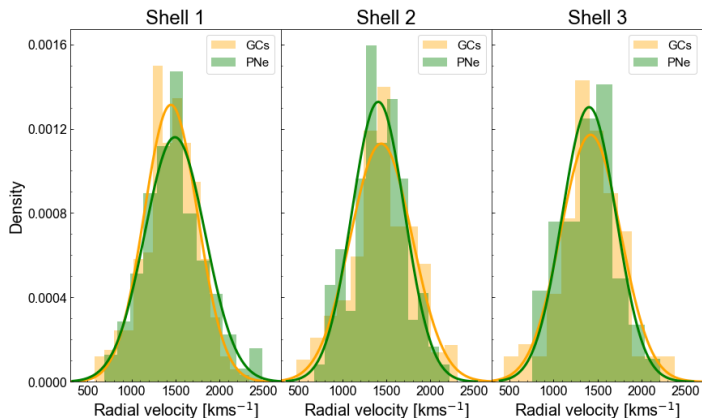 Shell 1 Shell 2 Shell 3
GCs GCs GCs
PNe PNe PNe
0.0016
0.0012
0.0008
0.0004
0.0000
Density
500 1000 1500 2000 2500 500 1000 1500 2000 2500 500 1000 1500 2000 2500
Radial velocity [kms⁻¹] Radial velocity [kms⁻¹] Radial velocity [kms⁻¹]